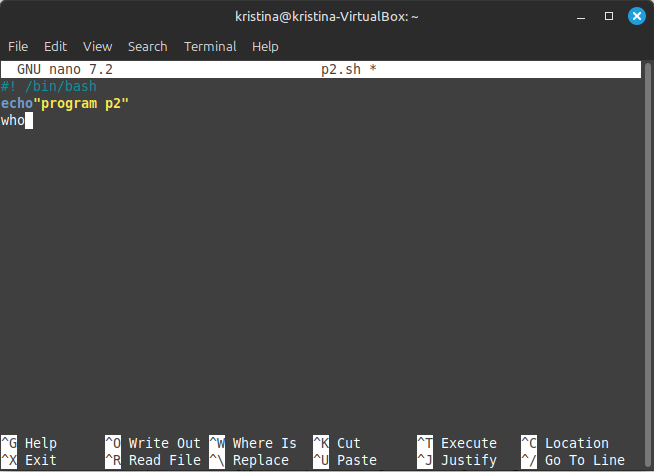 kristina@kristina-VirtualBox: ~
File Edit View Search Terminal Help
GNU nano 7.2 p2.sh *
#! /bin/bash
echo"program p2"
who
^G Help ^O Write Out ^W Where Is ^K Cut ^T Execute ^C Location
^X Exit ^R Read File ^\ Replace ^U Paste ^J Justify ^/ Go To Line